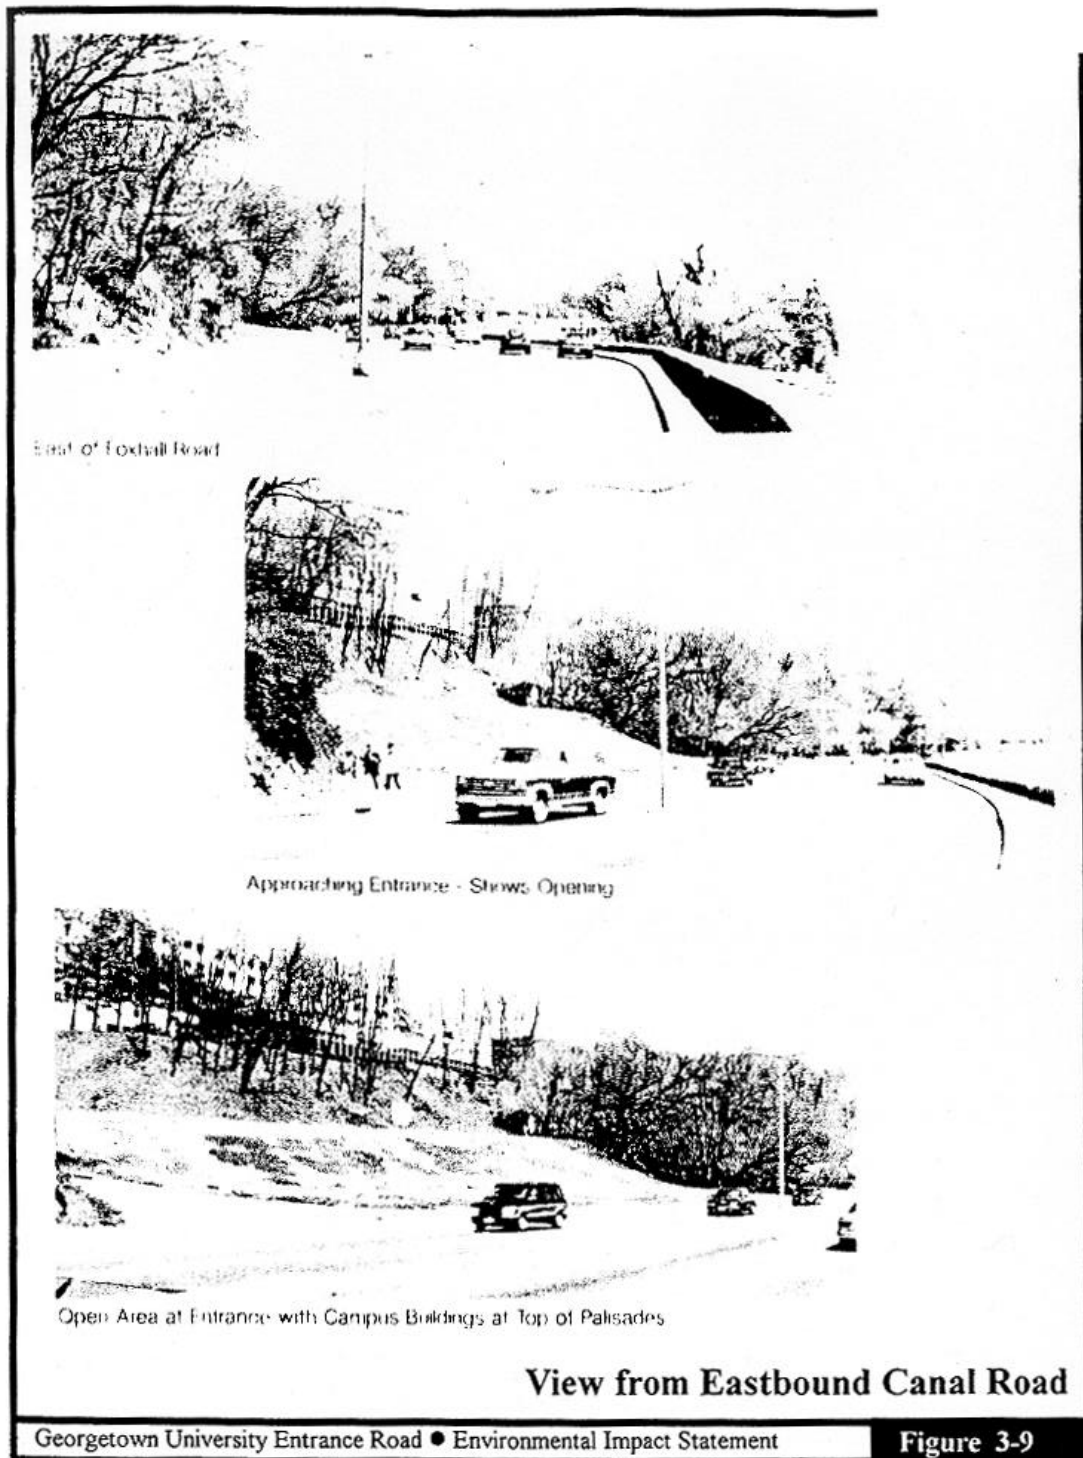 East of Foxhall Road
Approaching Entrance - Shows Opening
Open Area at Entrance with Campus Buildings at Top of Palisades
View from Eastbound Canal Road
Georgetown University Entrance Road ● Environmental Impact Statement
Figure 3-9